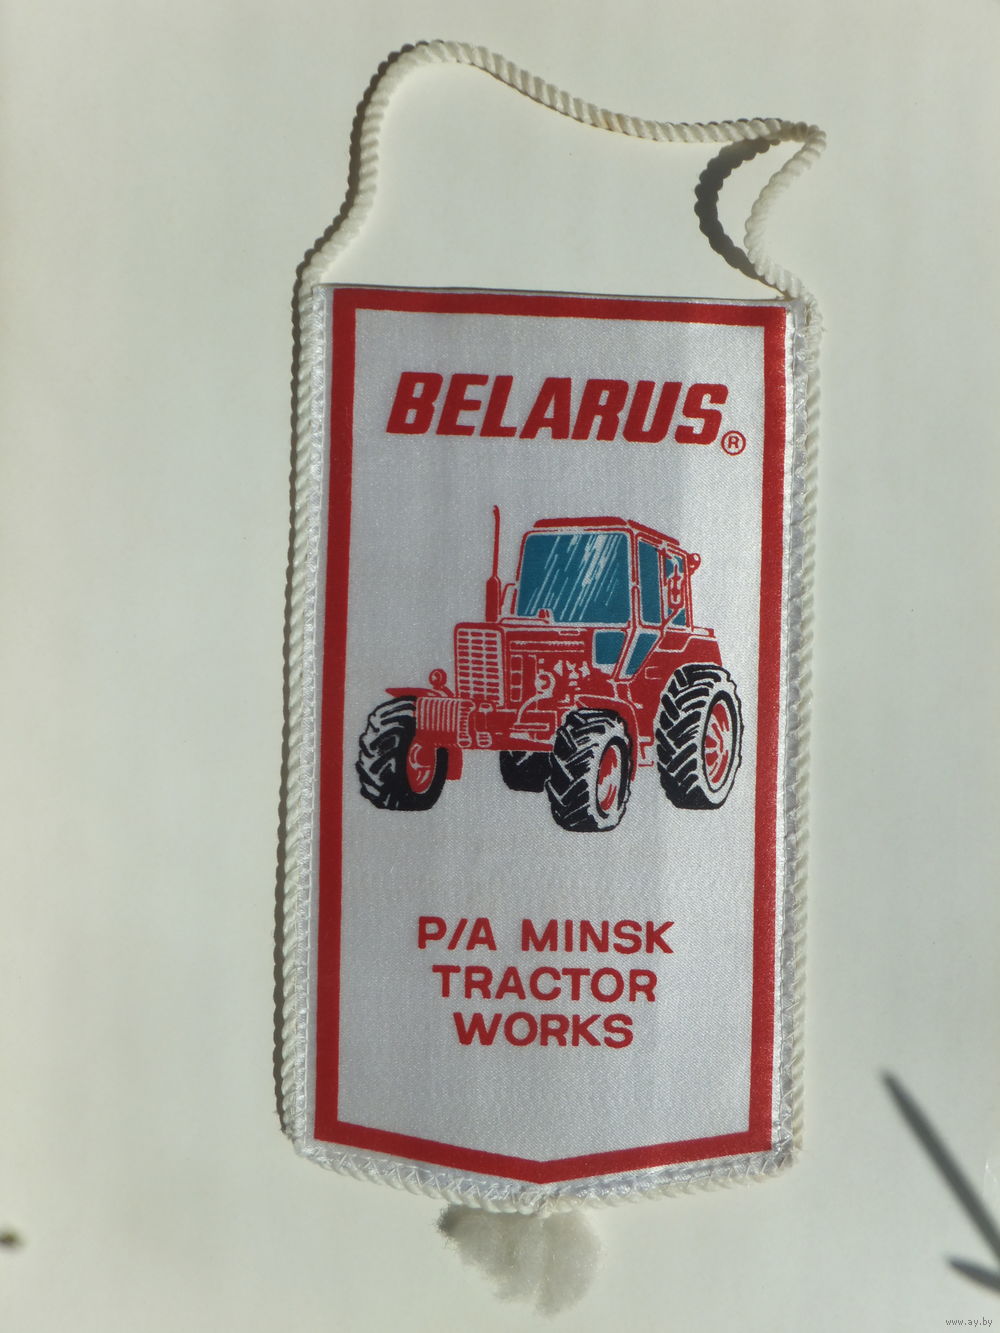 BELARUS®
P/A MINSK
TRACTOR
WORKS
www.ay.by